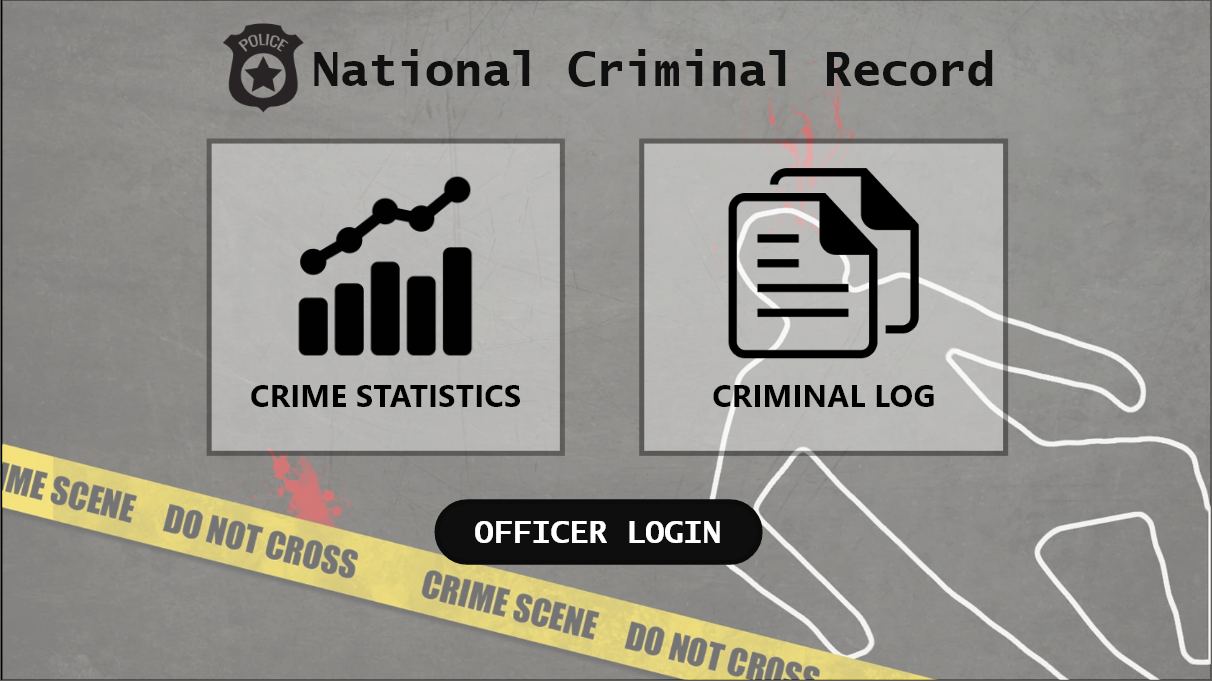 POLICE
National Criminal Record
CRIME STATISTICS
CRIMINAL LOG
OFFICER LOGIN
IME SCENE DO NOT CROSS CRIME SCENE DO NOT CROSS